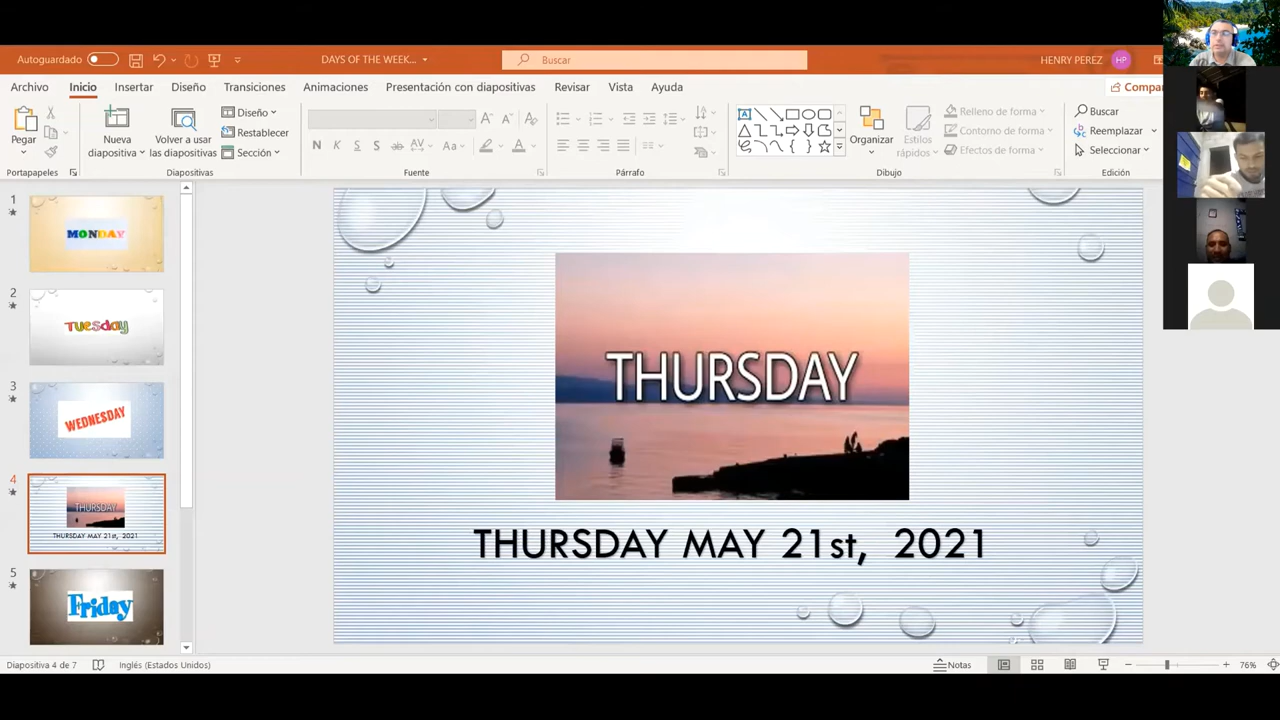 Autoguardado
DAYS OF THE WEEK...
Buscar
HENRY PEREZ
HP
Archivo
Inicio
Insertar
Diseño
Transiciones
Animaciones
Presentación con diapositivas
Revisar
Vista
Ayuda
Compar
Pegar
Nueva diapositiva
Volver a usar las diapositivas
Diseño
Restablecer
Sección
N K S ab AV Aa A
Organizar
Estilos rápidos
Relleno de forma
Contorno de forma
Efectos de forma
Buscar
Reemplazar
Seleccionar
Portapapeles
Diapositivas
Fuente
Párrafo
Dibujo
Edición
1
MONDAY
2
Tuesday
3
WEDNESDAY
4
THURSDAY
THURSDAY MAY 21st, 2021
5
Friday
THURSDAY
THURSDAY MAY 21st, 2021
Diapositiva 4 de 7
Inglés (Estados Unidos)
Notas
76%